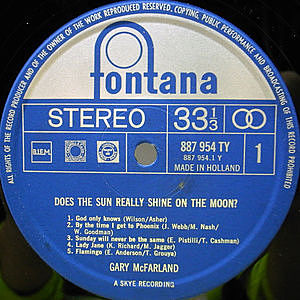 ALL RIGHTS OF THE RECORD PRODUCER AND OF THE OWNER OF THE WORK REPRODUCED RESERVED. COPYING, PUBLIC PERFORMANCE AND BROADCASTING OF THIS RECORD PROHIBITED
fontana
STEREO
33 1/3
887 954 TY
887 954.1 Y
MADE IN HOLLAND
1
B.I.E.M.
DOES THE SUN REALLY SHINE ON THE MOON?
1 God only knows (Wilson/Asher)
2 By the time I get to Phoenix (J. Webb/M. Nash/
W. Goodman)
3 Sunday will never be the same (E. Pistilli/T. Cashman)
4 Lady Jane (K. Richard/M. Jagger)
5 Flamingo (E. Anderson/T. Grouya)
GARY McFARLAND
A SKYE RECORDING